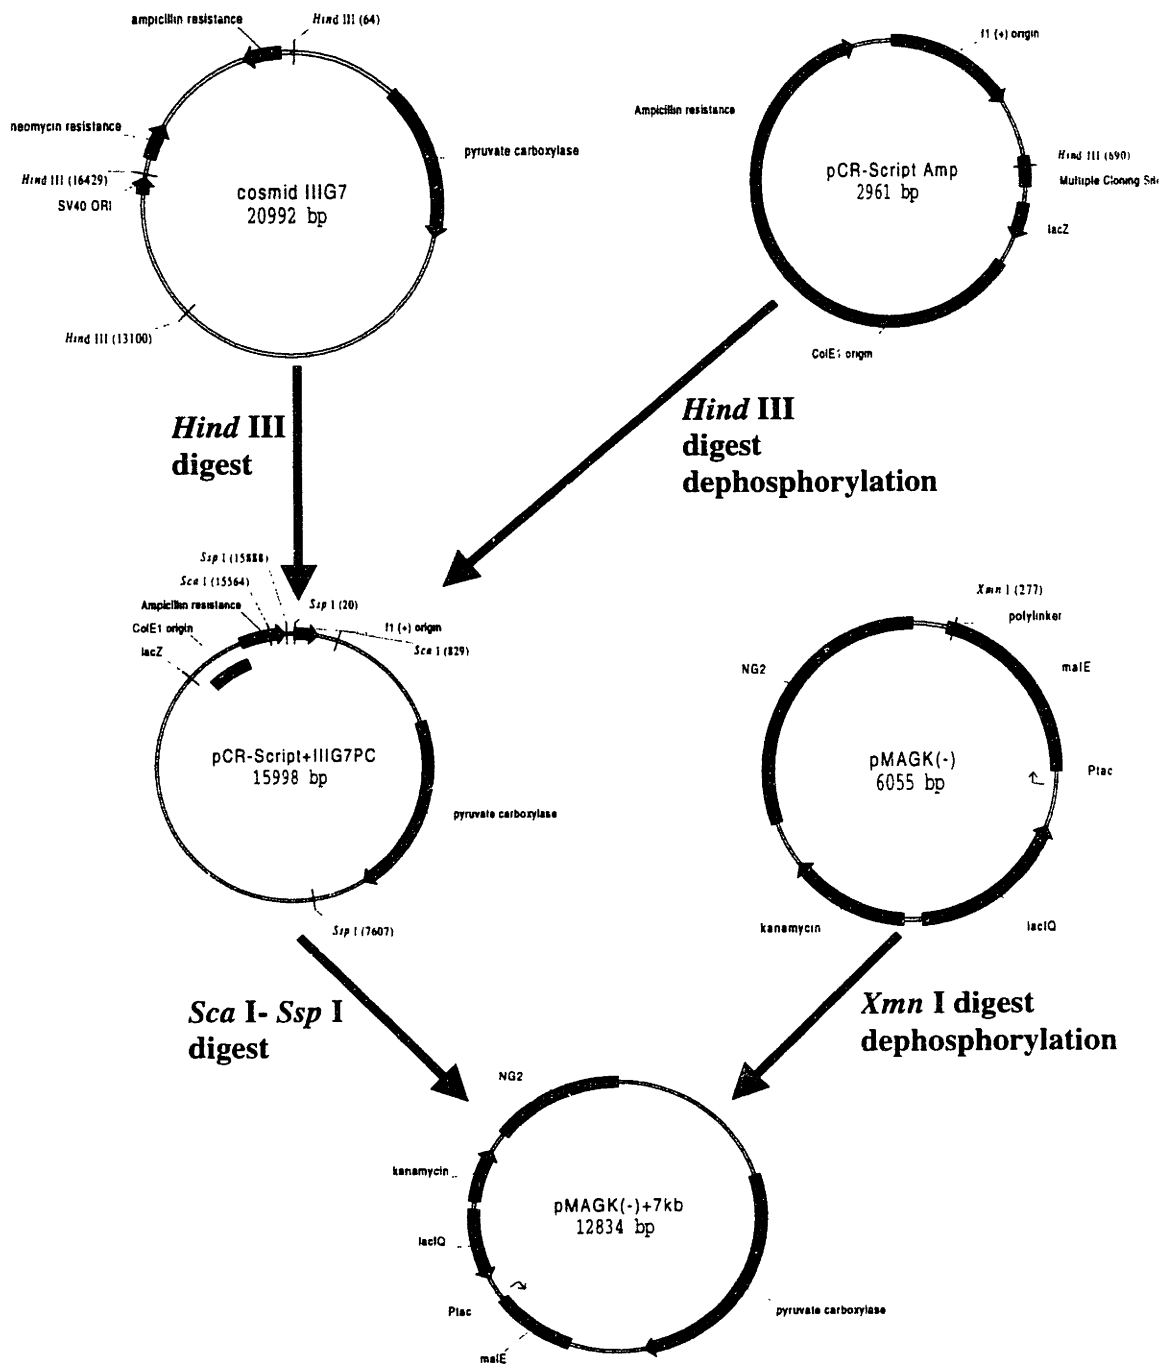 ampicillin resistance
Hind III (64)
neomycin resistance
Hind III (16429)
SV40 ORI
pyruvate carboxylase
cosmid IIIG7
20992 bp
Hind III (13100)
f1 (+) origin
Ampicillin resistance
pCR-Script Amp
2961 bp
Hind III (690)
Multiple Cloning Site
lacZ
ColE1 origin
Hind III
digest
Hind III
digest
dephosphorylation
Ssp I (15888)
Sca I (15564)
Ampicillin resistance
ColE1 origin
lacZ
Ssp I (20)
f1 (+) origin
Sca I (829)
pCR-Script+IIIG7PC
15998 bp
pyruvate carboxylase
Ssp I (7607)
Xmn I (277)
polylinker
NG2
malE
pMAGK(-)
6055 bp
Ptac
kanamycin
lacIQ
Sca I- Ssp I
digest
Xmn I digest
dephosphorylation
NG2
kanamycin
pMAGK(-)+7kb
12834 bp
lacIQ
Ptac
malE
pyruvate carboxylase